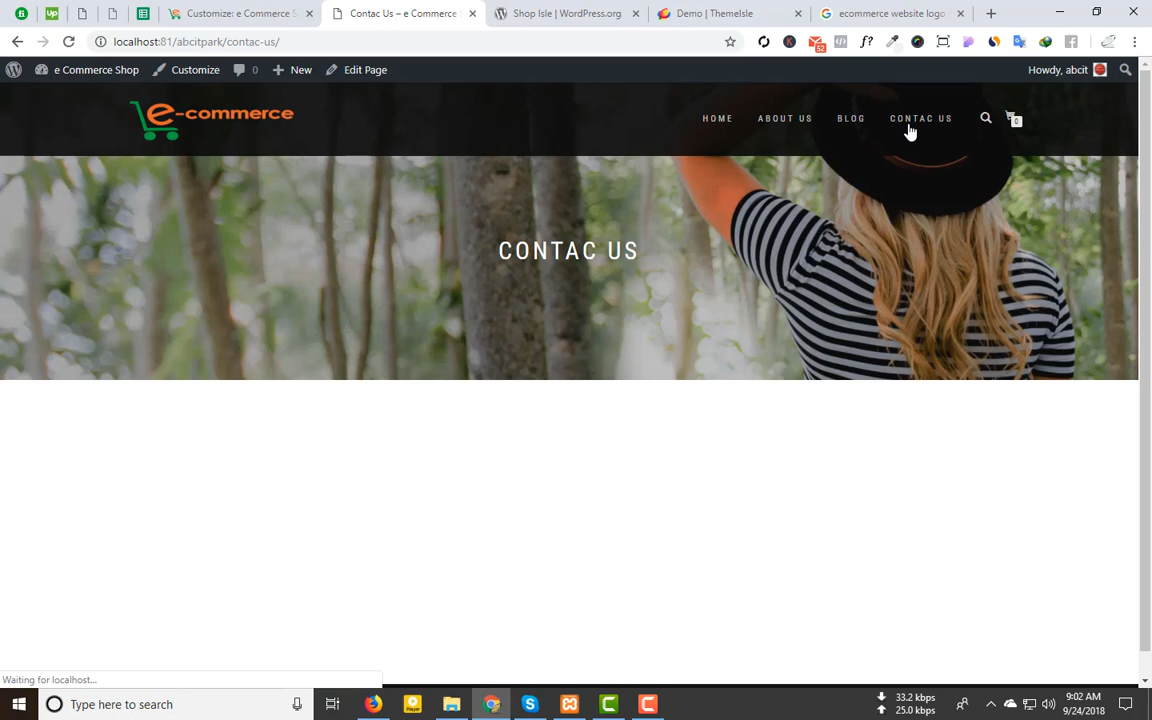 Customize: e Commerce S
Contac Us – e Commerce
Shop Isle | WordPress.org
Demo | ThemeIsle
ecommerce website logo
localhost:81/abcitpark/contac-us/
52
f?
e Commerce Shop
Customize
0
New
Edit Page
Howdy, abcit
e-commerce
HOME
ABOUT US
BLOG
CONTAC US
0
CONTAC US
Waiting for localhost...
Type here to search
33.2 kbps
25.0 kbps
9:02 AM
9/24/2018